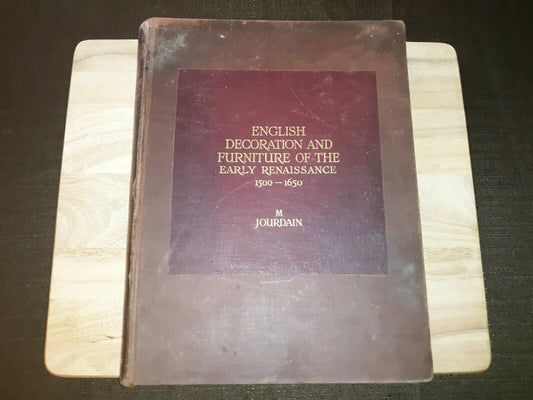 ENGLISH
DECORATION AND
FURNITURE OF THE
EARLY RENAISSANCE
1500-1650
M
JOURDAIN